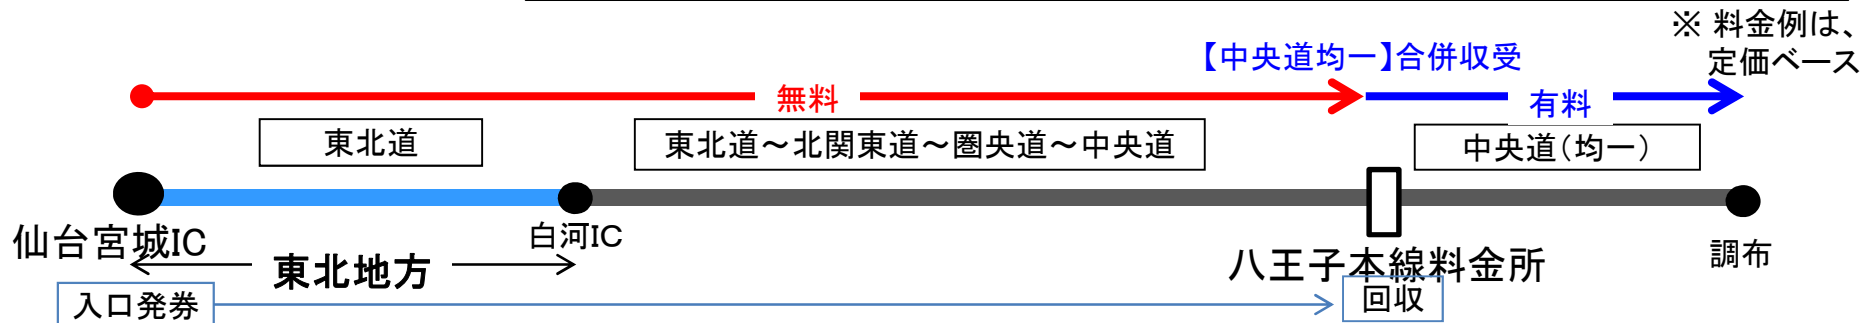 ※ 料金例は、
定価ベース
【中央道均一】合併収受
無料
有料
東北道
東北道～北関東道～圏央道～中央道
中央道（均一）
仙台宮城IC
白河IC
八王子本線料金所
調布
東北地方
入口発券
回収